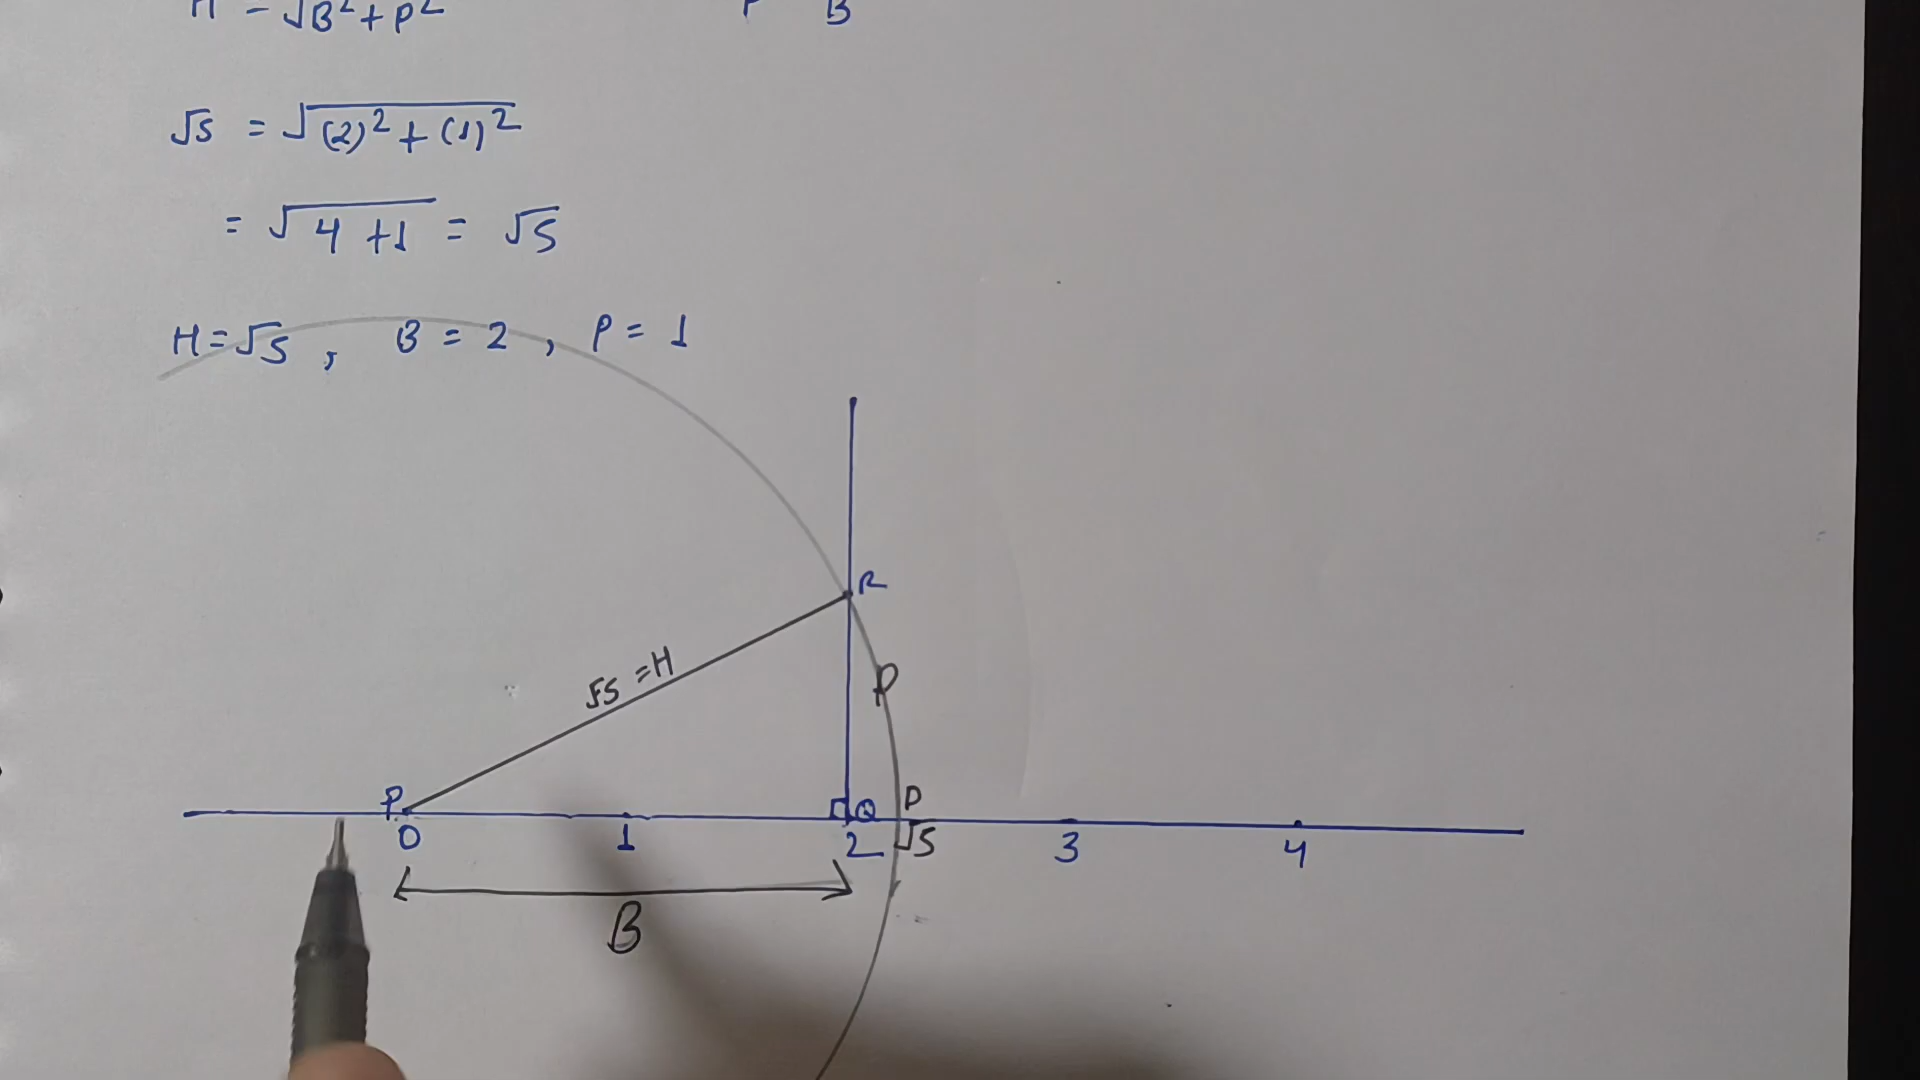 H = √B²+P²
P B
√5 = √(2)²+(1)²
= √4+1 = √5
H=√5, B = 2, P = 1
R
√5 =H
P
P Q P
0 1 2 √5 3 4
B